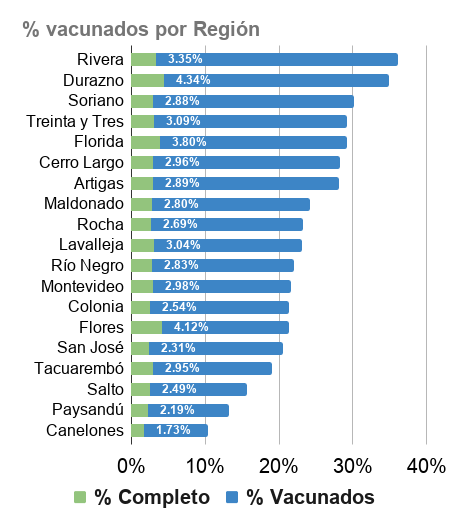 % vacunados por Región
Rivera 3.35%
Durazno 4.34%
Soriano 2.88%
Treinta y Tres 3.09%
Florida 3.80%
Cerro Largo 2.96%
Artigas 2.89%
Maldonado 2.80%
Rocha 2.69%
Lavalleja 3.04%
Río Negro 2.83%
Montevideo 2.98%
Colonia 2.54%
Flores 4.12%
San José 2.31%
Tacuarembó 2.95%
Salto 2.49%
Paysandú 2.19%
Canelones 1.73%
0% 10% 20% 30% 40%
% Completo % Vacunados